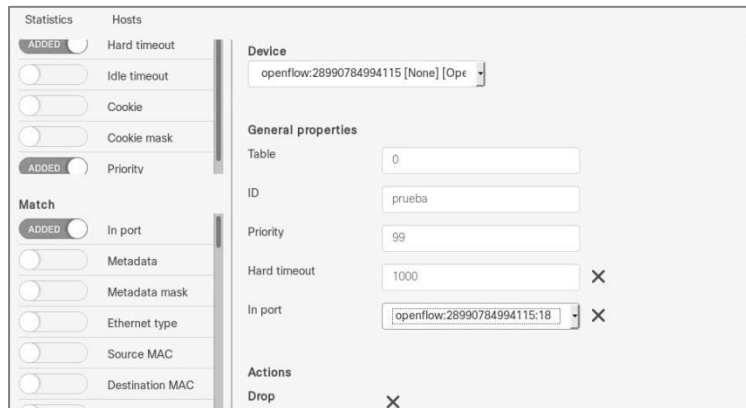 Statistics Hosts
ADDED Hard timeout
Idle timeout
Cookie
Cookie mask
ADDED Priority
Match
ADDED In port
Metadata
Metadata mask
Ethernet type
Source MAC
Destination MAC
Device
openflow:28990784994115 [None] [Ope
General properties
Table 0
ID prueba
Priority 99
Hard timeout 1000
In port openflow:28990784994115:18
Actions
Drop